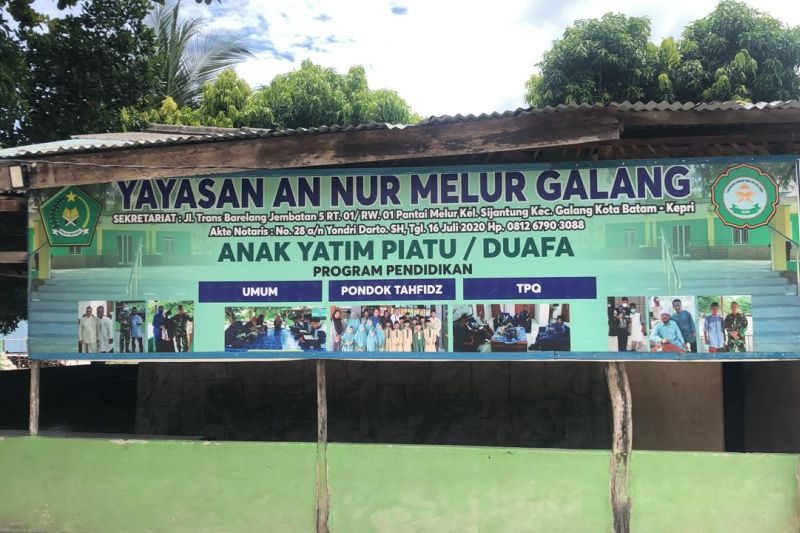 YAYASAN AN NUR MELUR GALANG
SEKRETARIAT : Jl. Trans Barelang Jembatan 5 RT. 01/ RW. 01 Pantai Melur Kel. Sijantung Kec. Galang Kota Batam - Kepri
Akte Notaris : No. 28 a/n Yondri Darto. SH, Tgl. 16 Juli 2020 Hp. 0812 6790 3088
ANAK YATIM PIATU / DUAFA
PROGRAM PENDIDIKAN
UMUM
PONDOK TAHFIDZ
TPQ